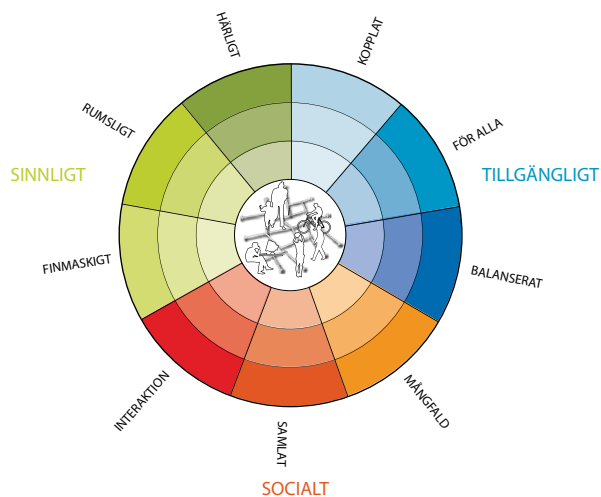 HÄRLIGT
KOPPLAT
RUMSLIGT
FÖR ALLA
SINNLIGT
TILLGÄNGLIGT
FINMASKIGT
BALANSERAT
INTERAKTION
MÅNGFALD
SAMLAT
SOCIALT